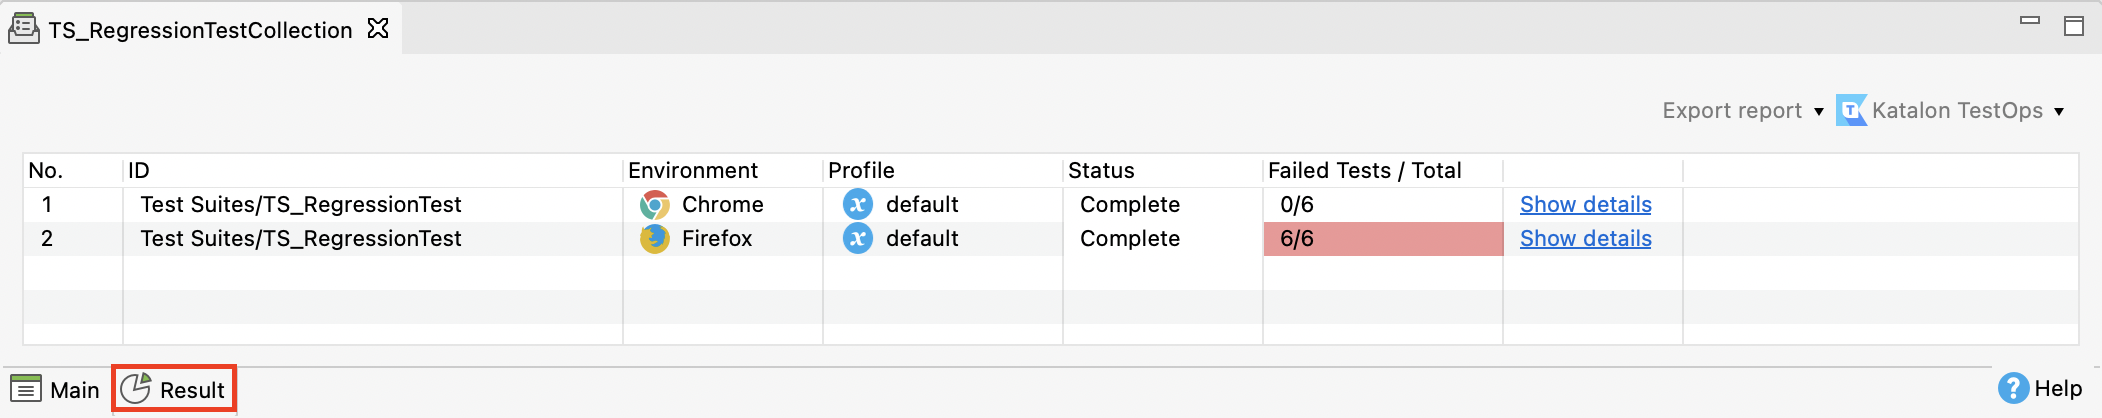 TS_RegressionTestCollection
Export report Katalon TestOps
No. ID Environment Profile Status Failed Tests / Total
1 Test Suites/TS_RegressionTest Chrome default Complete 0/6 Show details
2 Test Suites/TS_RegressionTest Firefox default Complete 6/6 Show details
Main Result Help